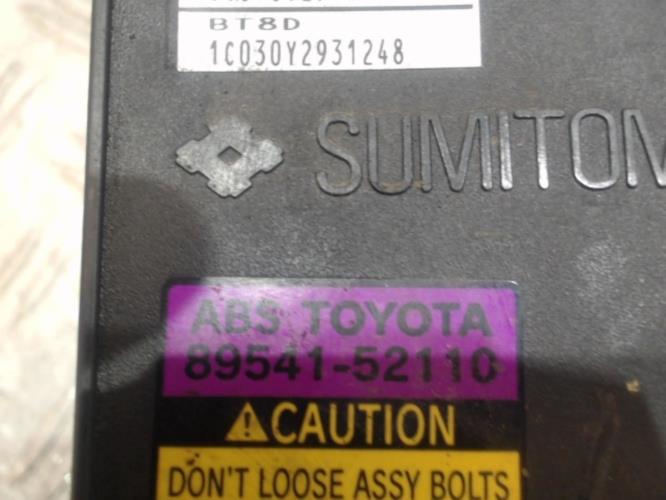 BT8D
1C030Y2931248
SUMITOM
ABS TOYOTA
89541-52110
CAUTION
DON'T LOOSE ASSY BOLTS